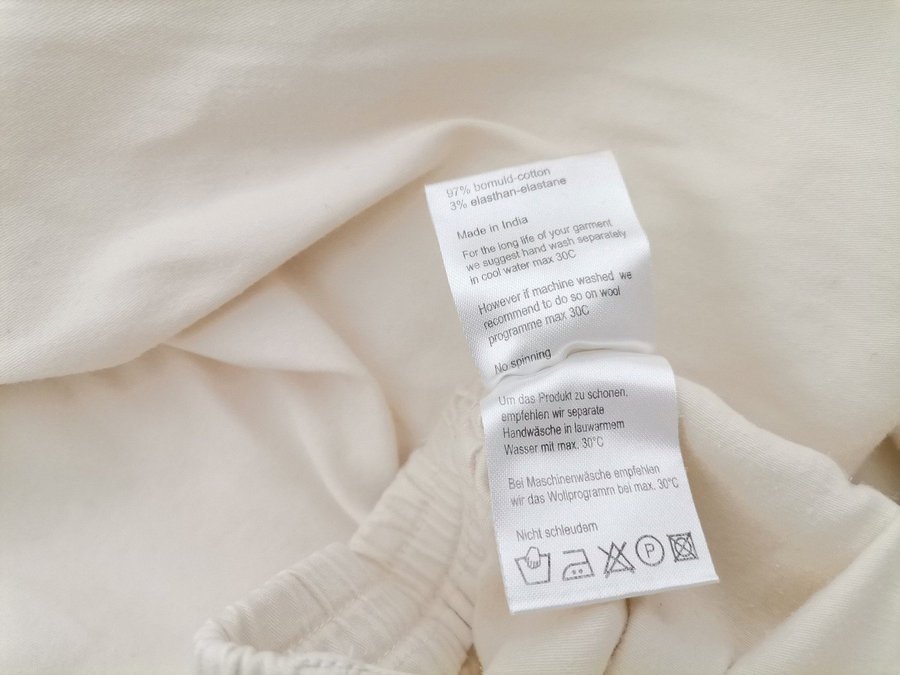 97% bomuld-cotton
3% elasthan-elastane
Made in India
For the long life of your garment
we suggest hand wash separately
in cool water max 30C
However if machine washed we
recommend to do so on wool
programme max 30C
No spinning
Um das Produkt zu schonen,
empfehlen wir separate
Handwäsche in lauwarmem
Wasser mit max. 30°C
Bei Maschinenwäsche empfehlen
wir das Wollprogramm bei max. 30°C
Nicht schleudern
P